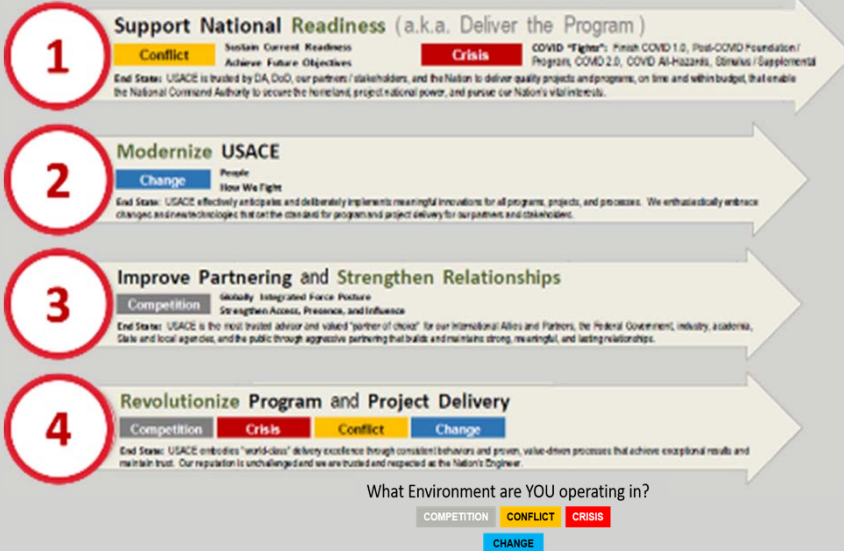 1
Support National Readiness (a.k.a. Deliver the Program)
Conflict
Sustain Current Readiness
Achieve Future Objectives
Crisis
COVID "Fights": Finish COVID 1.0, Post-COVID Foundation /
Program, COVID 2.0, COVID All-Hazards, Stimulus / Supplemental
End State: USACE is trusted by DA, DoD, our partners / stakeholders, and the Nation to deliver quality projects and programs, on time and within budget, that enable
the National Command Authority to secure the homeland, project national power, and pursue our Nation's vital interests.
2
Modernize USACE
Change
People
How We Fight
End State: USACE effectively anticipates and deliberately implements meaningful innovations for all programs, projects, and processes. We enthusiastically embrace
changes and new technologies that set the standard for program and project delivery for our partners and stakeholders.
3
Improve Partnering and Strengthen Relationships
Competition
Globally Integrated Force Posture
Strengthen Access, Presence, and Influence
End State: USACE is the most trusted advisor and valued "partner of choice" for our International Allies and Partners, the Federal Government, industry, academia,
State and local agencies, and the public through aggressive partnering that builds and maintains strong, meaningful, and lasting relationships.
4
Revolutionize Program and Project Delivery
Competition Crisis Conflict Change
End State: USACE embodies "world-class" delivery excellence through consistent behaviors and proven, value-driven processes that achieve exceptional results and
maintain trust. Our reputation is unchallenged and we are trusted and respected as the Nation's Engineer.
What Environment are YOU operating in?
COMPETITION CONFLICT CRISIS
CHANGE